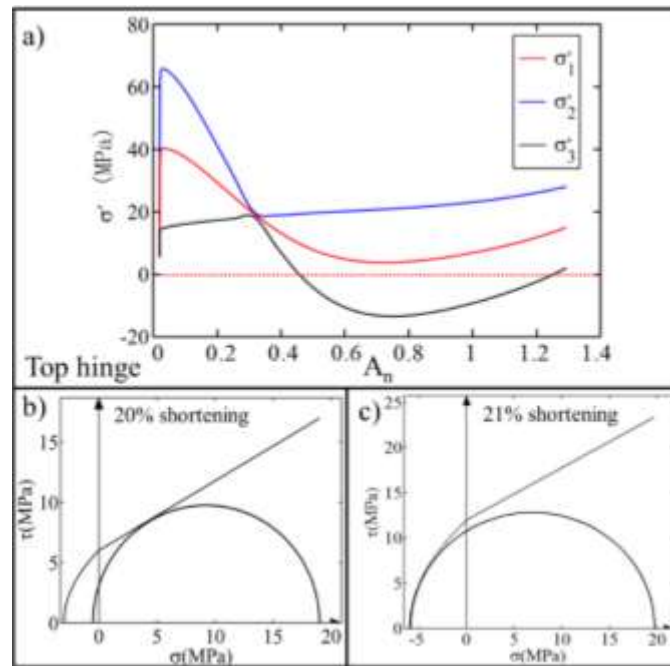 a)
80
60
40
20
0
-20
σ' (MPa)
σ'1
σ'2
σ'3
0 0.2 0.4 0.6 0.8 1 1.2 1.4
Top hinge
An
b)
20% shortening
15
10
5
0
τ(MPa)
0 5 10 15 20
σ(MPa)
c)
21% shortening
25
20
15
10
5
0
τ(MPa)
-5 0 5 10 15 20
σ(MPa)